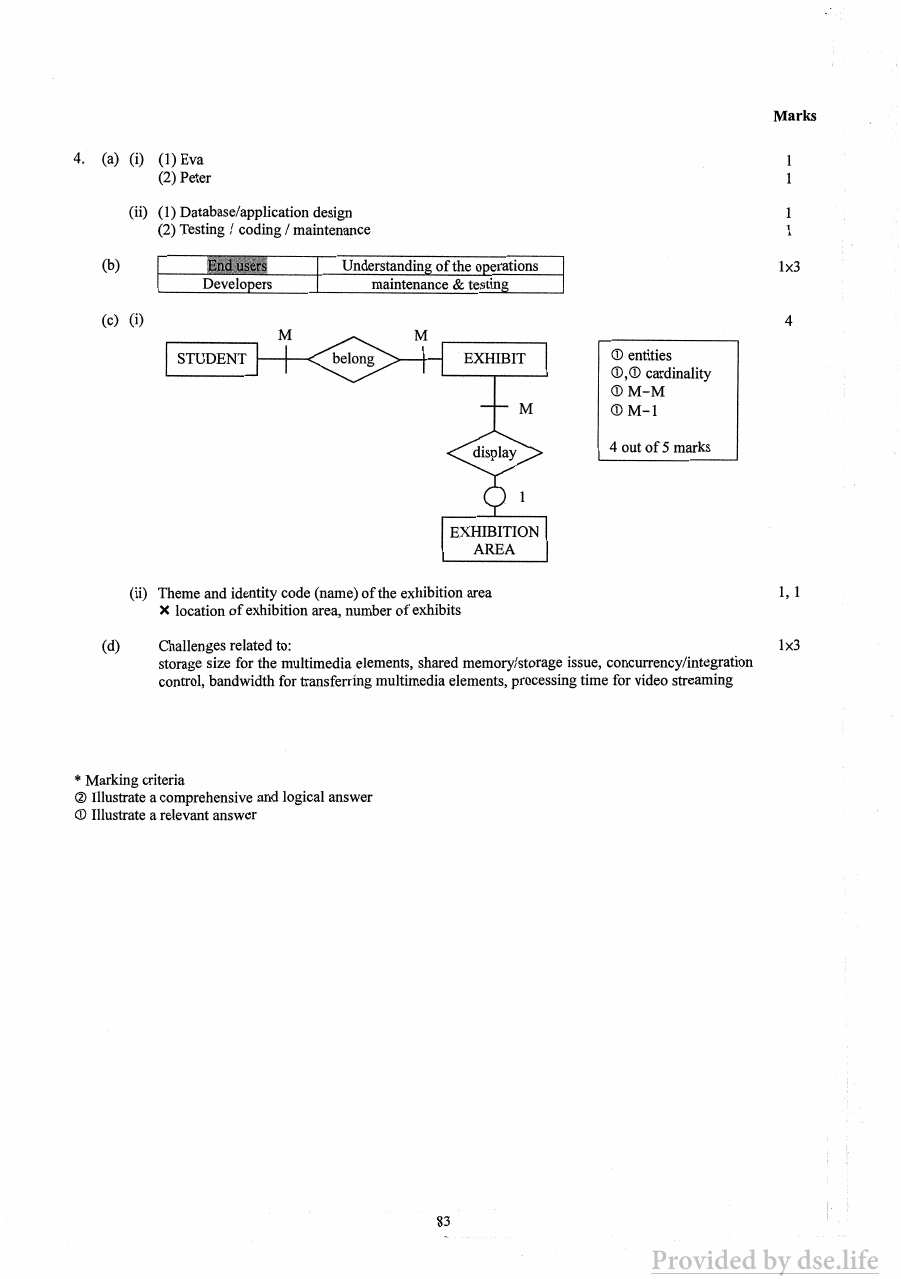 Marks
4. (a) (i) (1) Eva 1
(2) Peter 1
(ii) (1) Database/application design 1
(2) Testing / coding / maintenance 1
(b) End users Understanding of the operations 1x3
Developers maintenance & testing
(c) (i) 4
M M
STUDENT belong EXHIBIT
① entities
①,① cardinality
① M–M
① M–1
4 out of 5 marks
M
display
1
EXHIBITION
AREA
(ii) Theme and identity code (name) of the exhibition area 1, 1
✗ location of exhibition area, number of exhibits
(d) Challenges related to: 1x3
storage size for the multimedia elements, shared memory/storage issue, concurrency/integration
control, bandwidth for transferring multimedia elements, processing time for video streaming
* Marking criteria
② Illustrate a comprehensive and logical answer
① Illustrate a relevant answer
83
Provided by dse.life